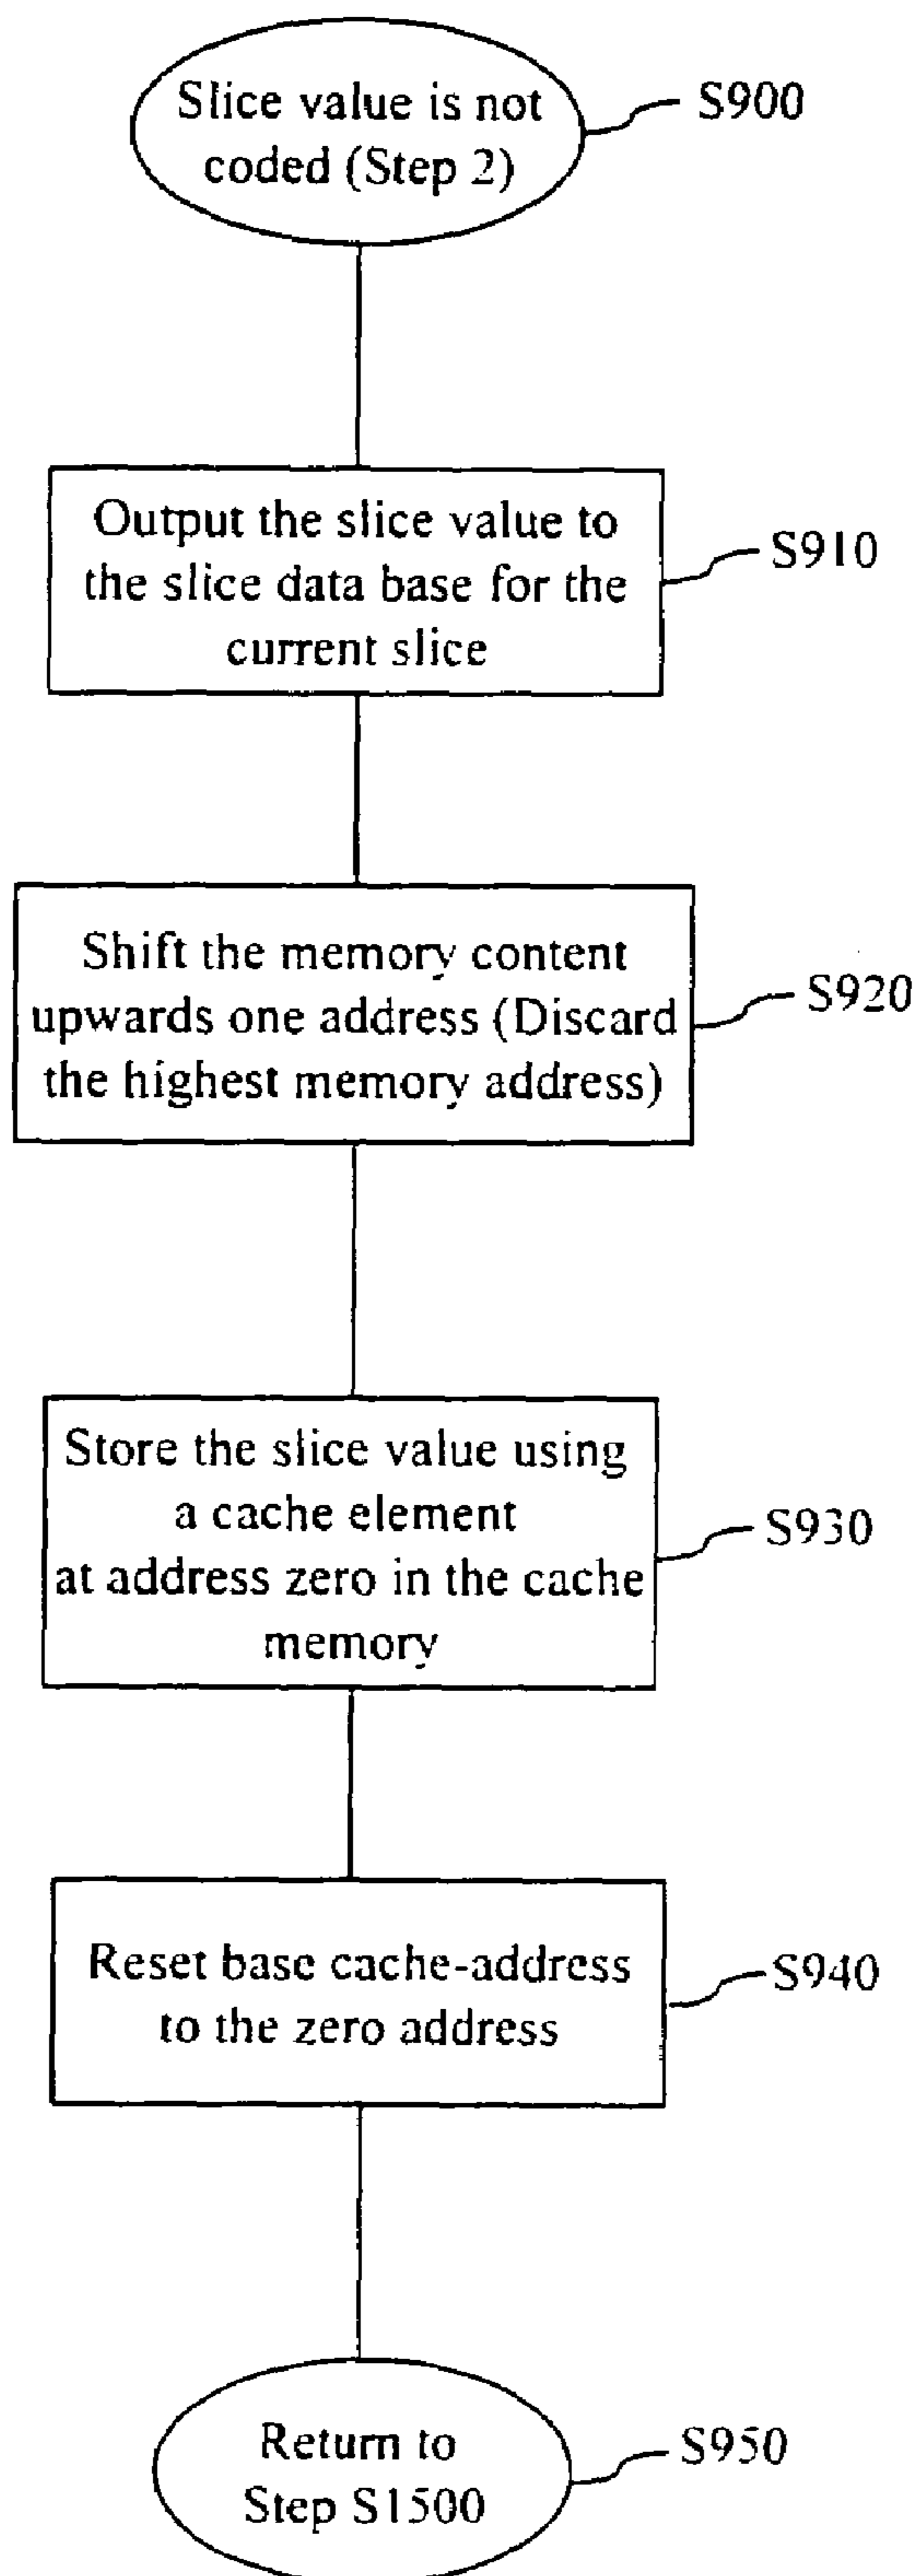 Slice value is not
coded (Step 2)
S900
Output the slice value to
the slice data base for the
current slice
S910
Shift the memory content
upwards one address (Discard
the highest memory address)
S920
Store the slice value using
a cache element
at address zero in the cache
memory
S930
Reset base cache-address
to the zero address
S940
Return to
Step S1500
S950